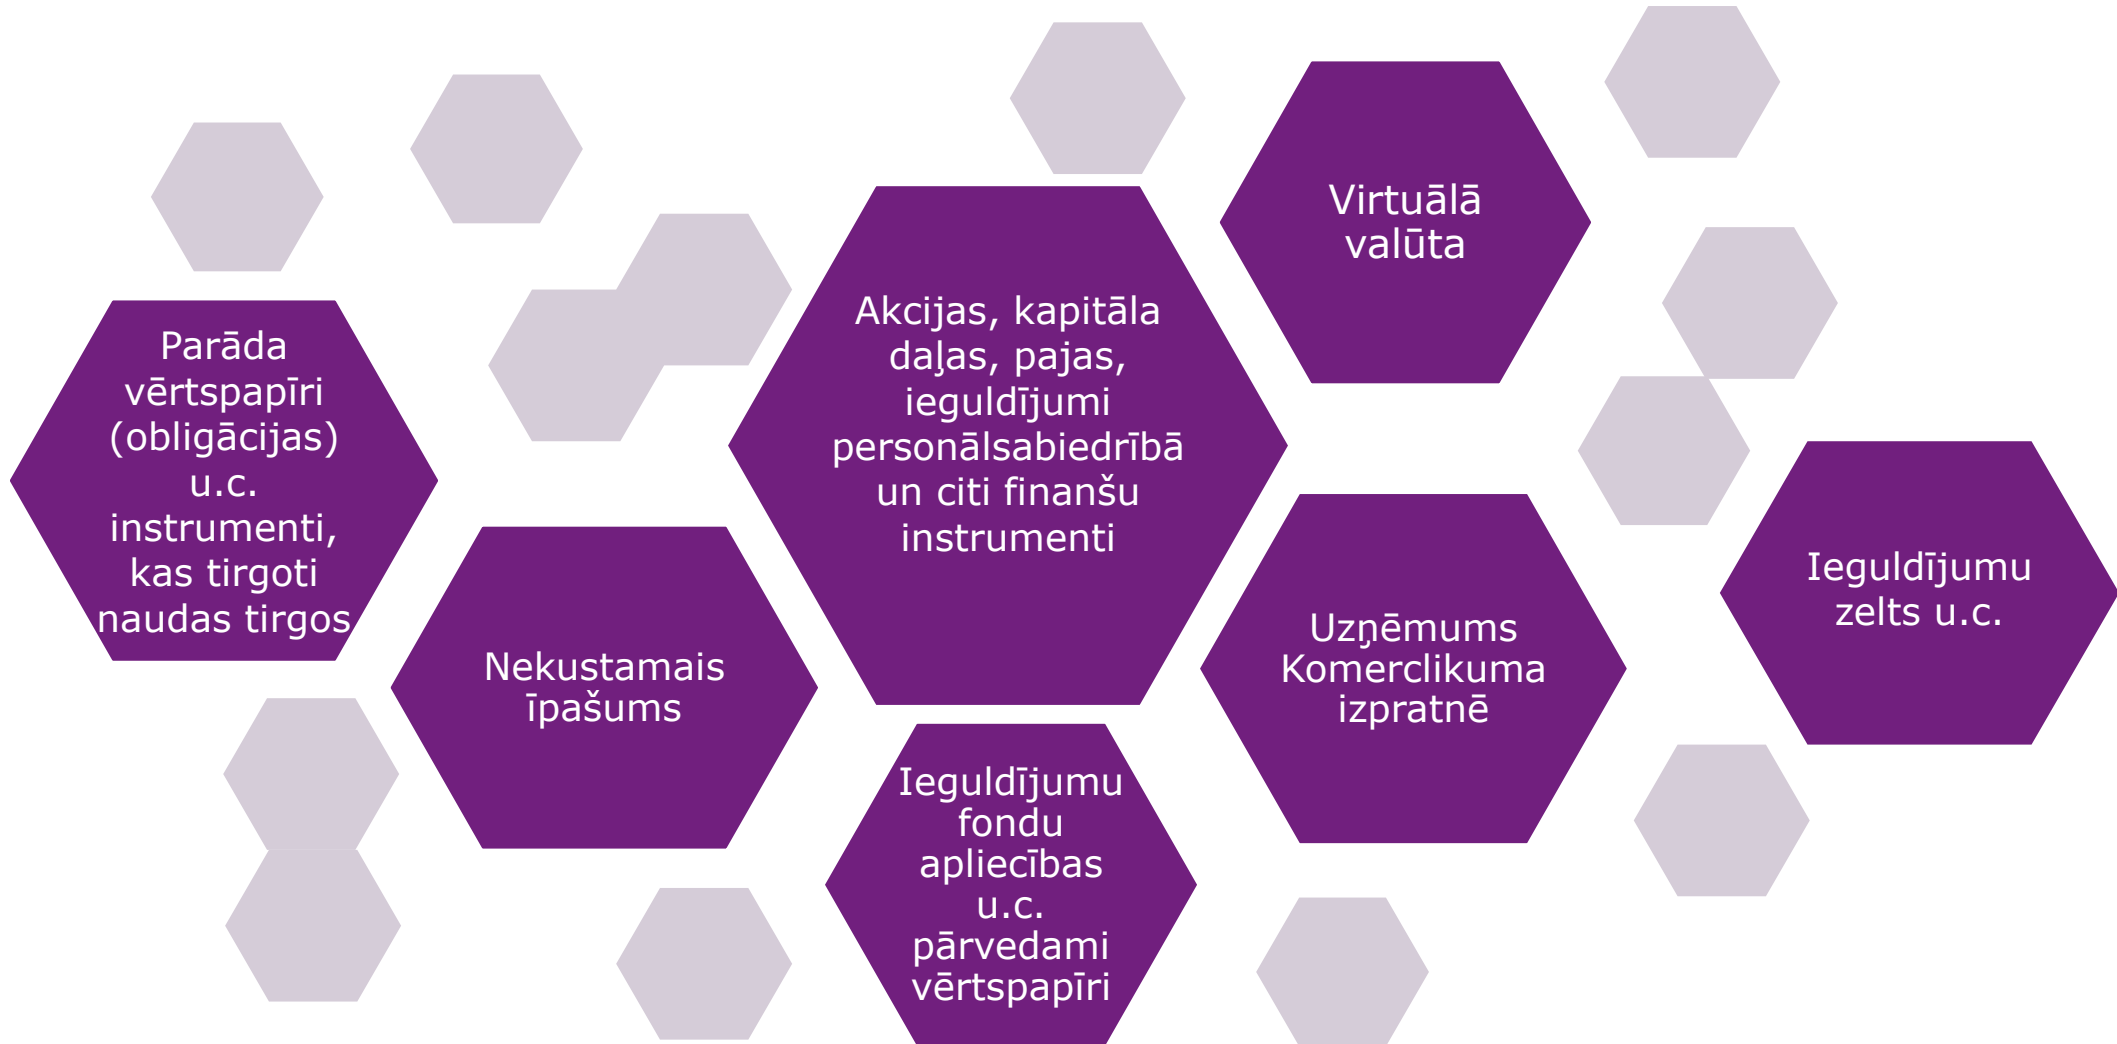 Parāda
vērtspapīri
(obligācijas)
u.c.
instrumenti,
kas tirgoti
naudas tirgos
Nekustamais
īpašums
Akcijas, kapitāla
daļas, pajas,
ieguldījumi
personālsabiedrībā
un citi finanšu
instrumenti
Ieguldījumu
fondu
apliecības
u.c.
pārvedami
vērtspapīri
Virtuālā
valūta
Uzņēmums
Komerclikuma
izpratnē
Ieguldījumu
zelts u.c.